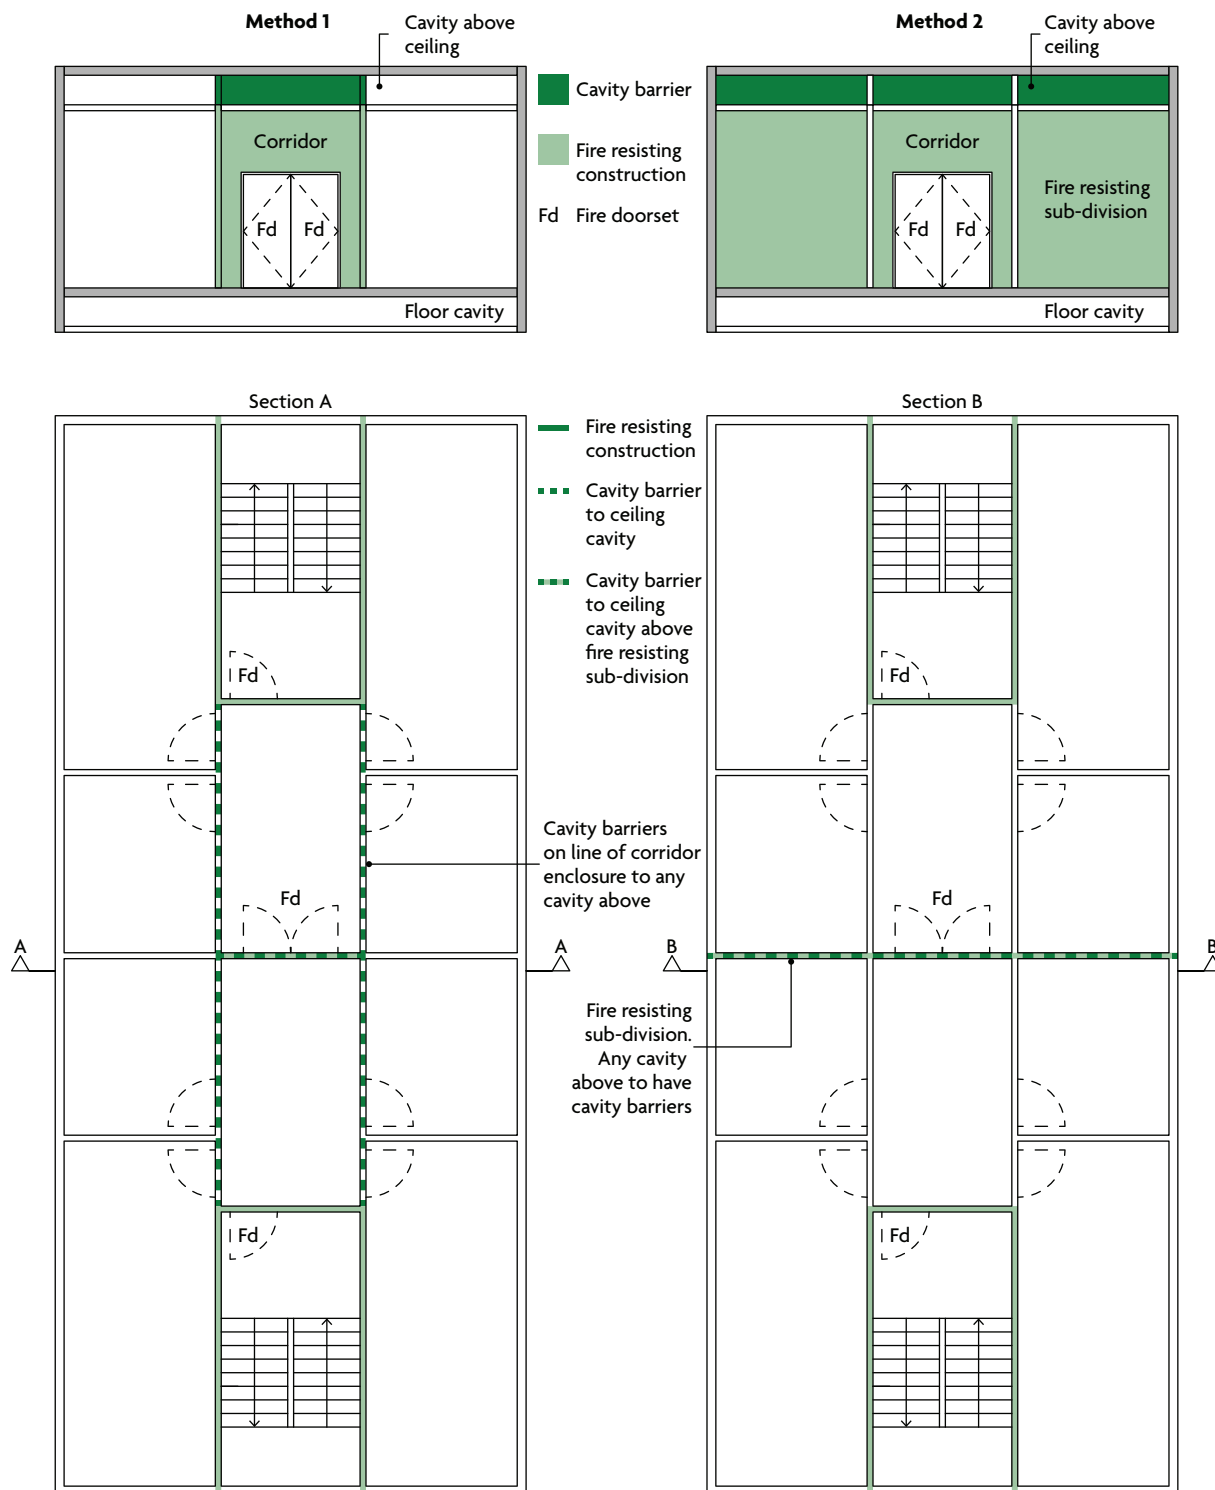 Method 1
Cavity above
ceiling
Method 2
Cavity above
ceiling
Corridor
Fd
Fd
Floor cavity
Cavity barrier
Fire resisting
construction
Fd Fire doorset
Corridor
Fire resisting
sub-division
Fd
Fd
Floor cavity
Section A
Fd
Fd
A
A
Fd
Fire resisting
construction
Cavity barrier
to ceiling
cavity
Cavity barrier
to ceiling
cavity above
fire resisting
sub-division
Cavity barriers
on line of corridor
enclosure to any
cavity above
Section B
Fd
Fd
B
B
Fire resisting
sub-division.
Any cavity
above to have
cavity barriers
Fd